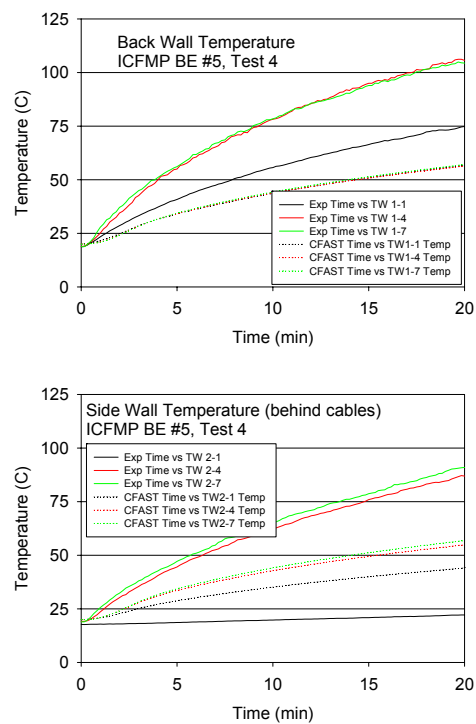 Back Wall Temperature
ICFMP BE #5, Test 4
Temperature (C)
125
100
75
50
25
0
Exp Time vs TW 1-1
Exp Time vs TW 1-4
Exp Time vs TW 1-7
CFAST Time vs TW1-1 Temp
CFAST Time vs TW1-4 Temp
CFAST Time vs TW1-7 Temp
0 5 10 15 20
Time (min)
Side Wall Temperature (behind cables)
ICFMP BE #5, Test 4
Temperature (C)
125
100
75
50
25
0
Exp Time vs TW 2-1
Exp Time vs TW 2-4
Exp Time vs TW 2-7
CFAST Time vs TW2-1 Temp
CFAST Time vs TW2-4 Temp
CFAST Time vs TW2-7 Temp
0 5 10 15 20
Time (min)